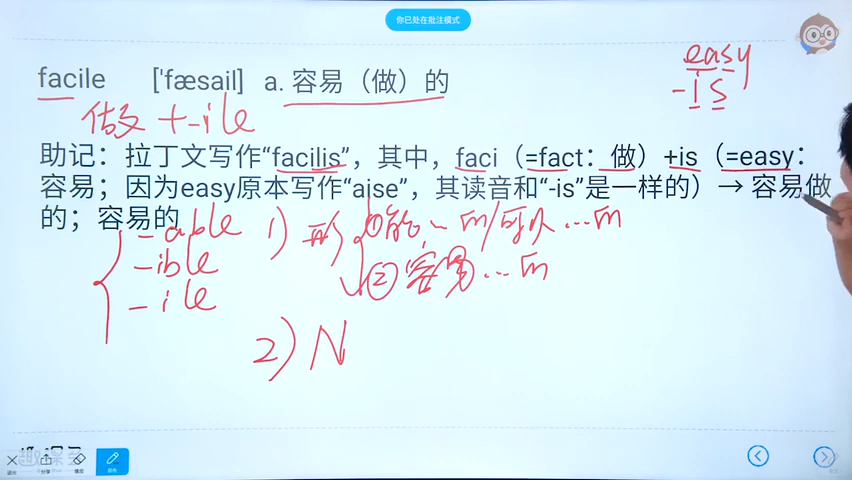 你已处在批注模式
easy
facile ['fæsail] a. 容易（做）的
-is
做 +-ile
助记：拉丁文写作“facilis”，其中，faci（=fact：做）+is（=easy：
容易；因为easy原本写作“aise”，其读音和“-is”是一样的）→ 容易做
的；容易的
-able 1) 形 ①能…的/可以…的
-ible ②容易…的
-ile
2) N